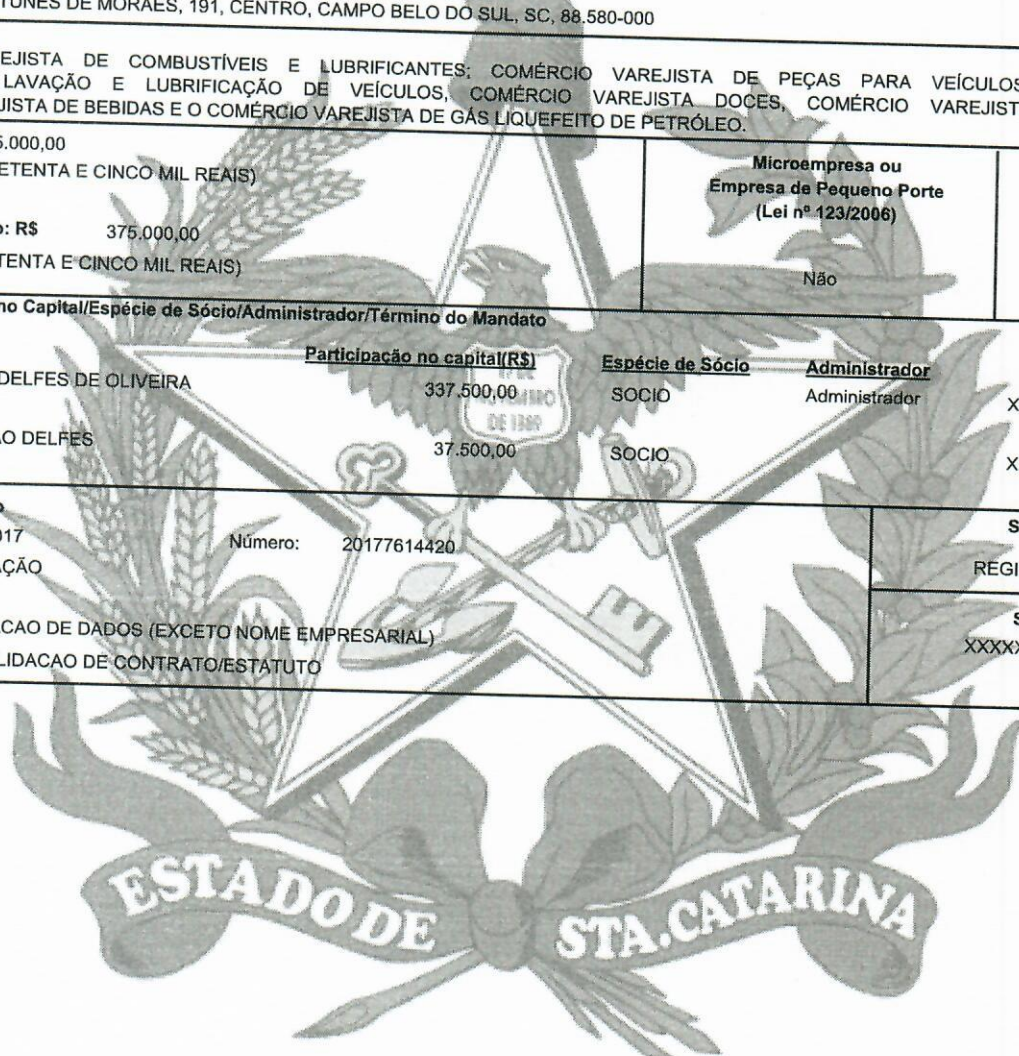 TUNES DE MORAES, 191, CENTRO, CAMPO BELO DO SUL, SC, 88.580-000
EJISTA DE COMBUSTÍVEIS E LUBRIFICANTES; COMÉRCIO VAREJISTA DE PEÇAS PARA VEÍCULOS
LAVAÇÃO E LUBRIFICAÇÃO DE VEÍCULOS, COMÉRCIO VAREJISTA DOCES, COMÉRCIO VAREJIST
JISTA DE BEBIDAS E O COMÉRCIO VAREJISTA DE GÁS LIQUEFEITO DE PETRÓLEO.
5.000,00
ETENTA E CINCO MIL REAIS)
o: R$ 375.000,00
TENTA E CINCO MIL REAIS)
Microempresa ou
Empresa de Pequeno Porte
(Lei nº 123/2006)
Não
no Capital/Espécie de Sócio/Administrador/Término do Mandato
Participação no capital(R$) Espécie de Sócio Administrador
DELFES DE OLIVEIRA 337.500,00 SOCIO Administrador X
AO DELFES 37.500,00 SOCIO X
DE 1889
017 Número: 20177614420
AÇÃO
ACAO DE DADOS (EXCETO NOME EMPRESARIAL)
LIDACAO DE CONTRATO/ESTATUTO
S
REGI
S
XXXXX
ESTADO DE STA.CATARINA